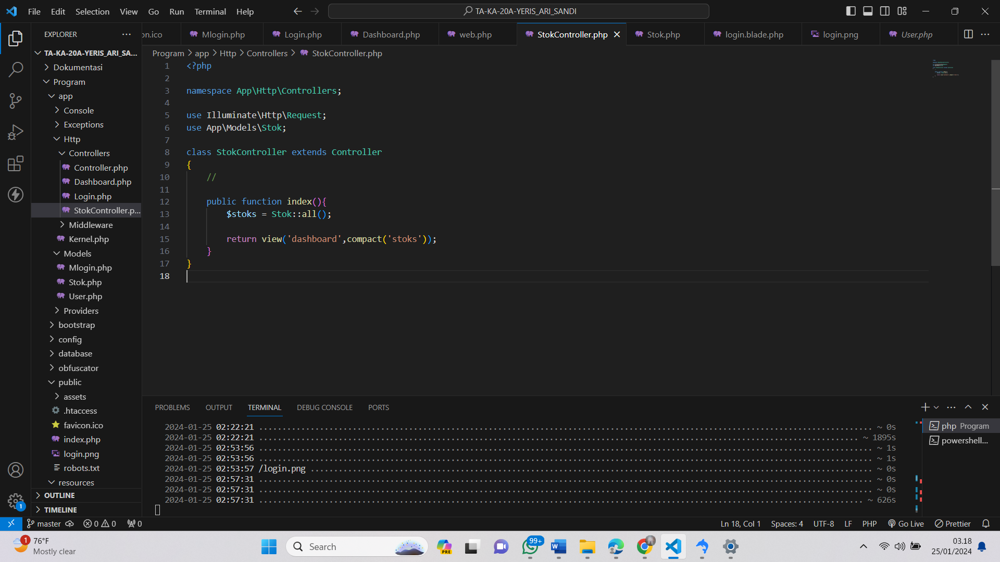 File Edit Selection View Go Run Terminal Help
TA-KA-20A-YERIS_ARI_SANDI
EXPLORER
on.ico Mlogin.php Login.php Dashboard.php web.php StokController.php Stok.php login.blade.php login.png User.php
TA-KA-20A-YERIS_ARI_SA...
Dokumentasi
Program
app
Console
Exceptions
Http
Controllers
Controller.php
Dashboard.php
Login.php
StokController.p...
Middleware
Kernel.php
Models
Mlogin.php
Stok.php
User.php
Providers
bootstrap
config
database
obfuscator
public
assets
.htaccess
favicon.ico
index.php
login.png
robots.txt
resources
OUTLINE
TIMELINE
Program > app > Http > Controllers > StokController.php
1 <?php
2
3 namespace App\Http\Controllers;
4
5 use Illuminate\Http\Request;
6 use App\Models\Stok;
7
8 class StokController extends Controller
9 {
10 //
11
12 public function index(){
13 $stoks = Stok::all();
14
15 return view('dashboard',compact('stoks'));
16 }
17 }
18
PROBLEMS OUTPUT TERMINAL DEBUG CONSOLE PORTS
2024-01-25 02:22:21 ........ ~ 0s
2024-01-25 02:22:21 ........ ~ 1895s
2024-01-25 02:53:56 ........ ~ 1s
2024-01-25 02:53:56 ........ ~ 1s
2024-01-25 02:53:57 /login.png ........ ~ 0s
2024-01-25 02:57:31 ........ ~ 0s
2024-01-25 02:57:31 ........ ~ 0s
2024-01-25 02:57:31 ........ ~ 626s
php Program
powershell...
1
master 0 0 0
Ln 18, Col 1 Spaces: 4 UTF-8 LF PHP Go Live Prettier
1
76°F
Mostly clear
Search
PRE
99+
03.18
25/01/2024